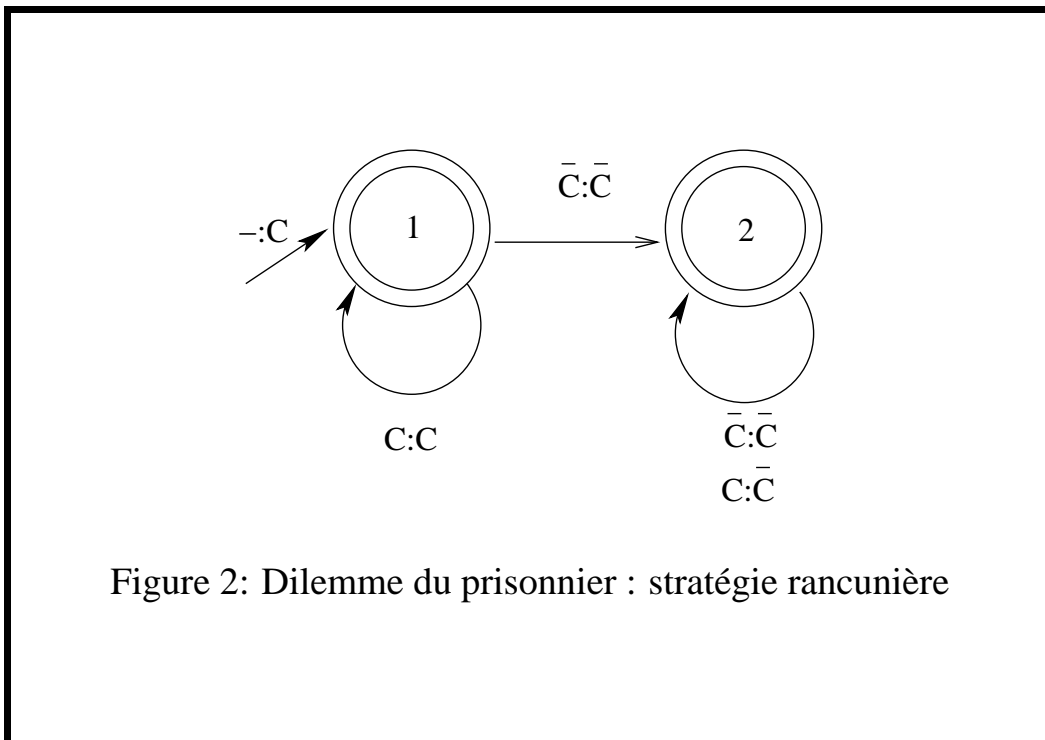 C̄:C̄
–:C
1
2
C:C
C̄:C̄
C:C̄
Figure 2: Dilemme du prisonnier : stratégie rancunière